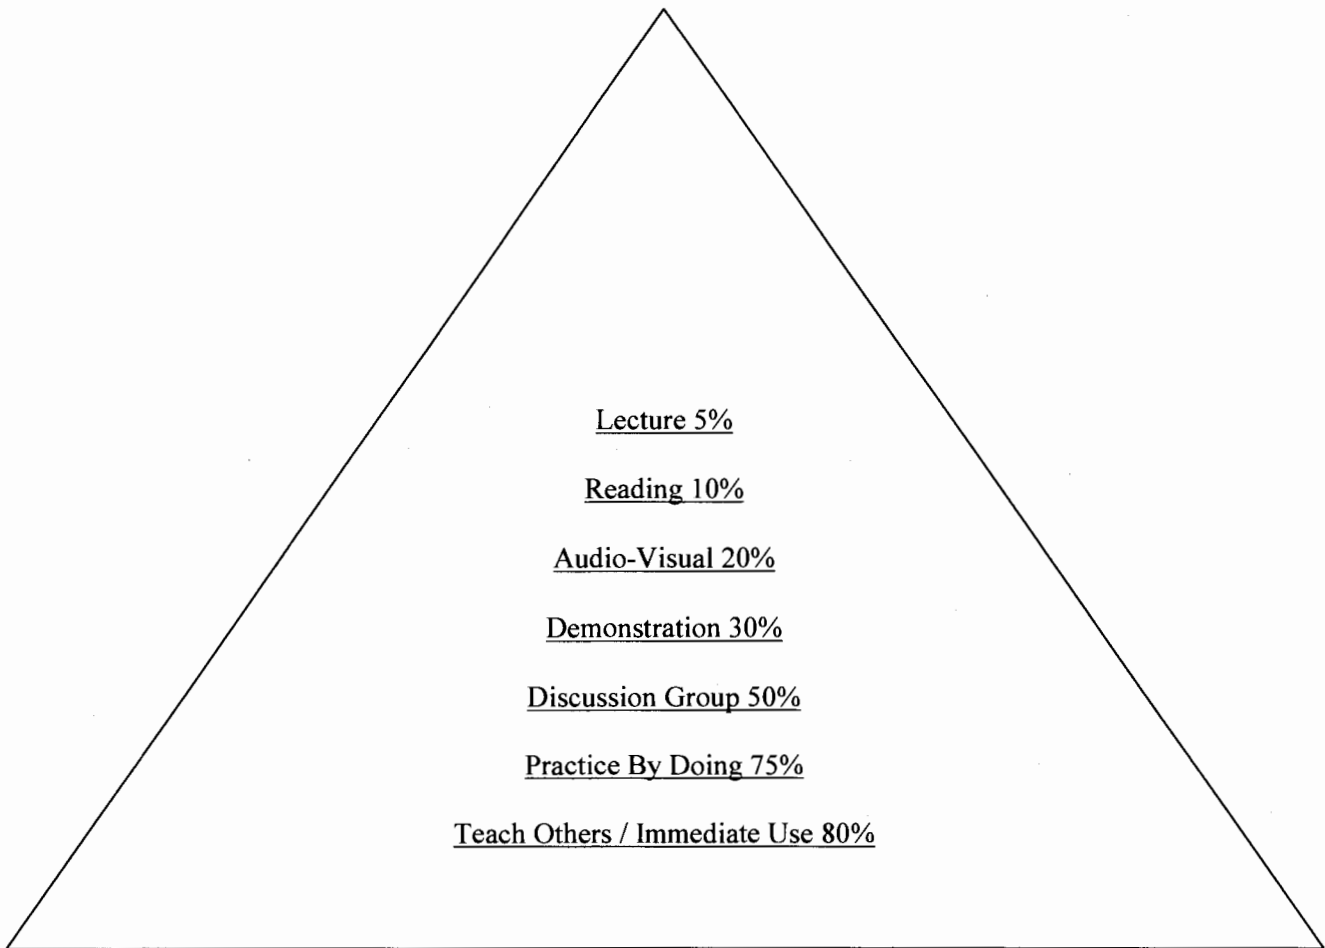 Lecture 5%
Reading 10%
Audio-Visual 20%
Demonstration 30%
Discussion Group 50%
Practice By Doing 75%
Teach Others / Immediate Use 80%